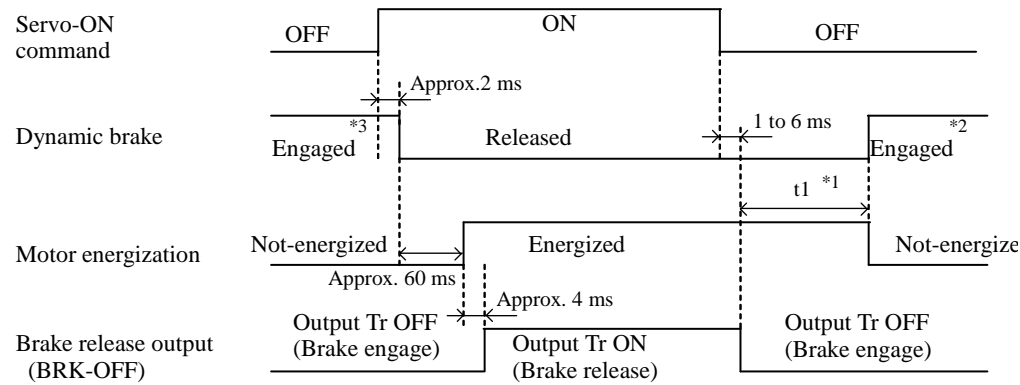 Servo-ON
command
OFF
ON
OFF
Approx.2 ms
Dynamic brake
Engaged *3
Released
1 to 6 ms
Engaged *2
t1 *1
Motor energization
Not-energized
Energized
Not-energize
Approx. 60 ms
Approx. 4 ms
Brake release output
(BRK-OFF)
Output Tr OFF
(Brake engage)
Output Tr ON
(Brake release)
Output Tr OFF
(Brake engage)